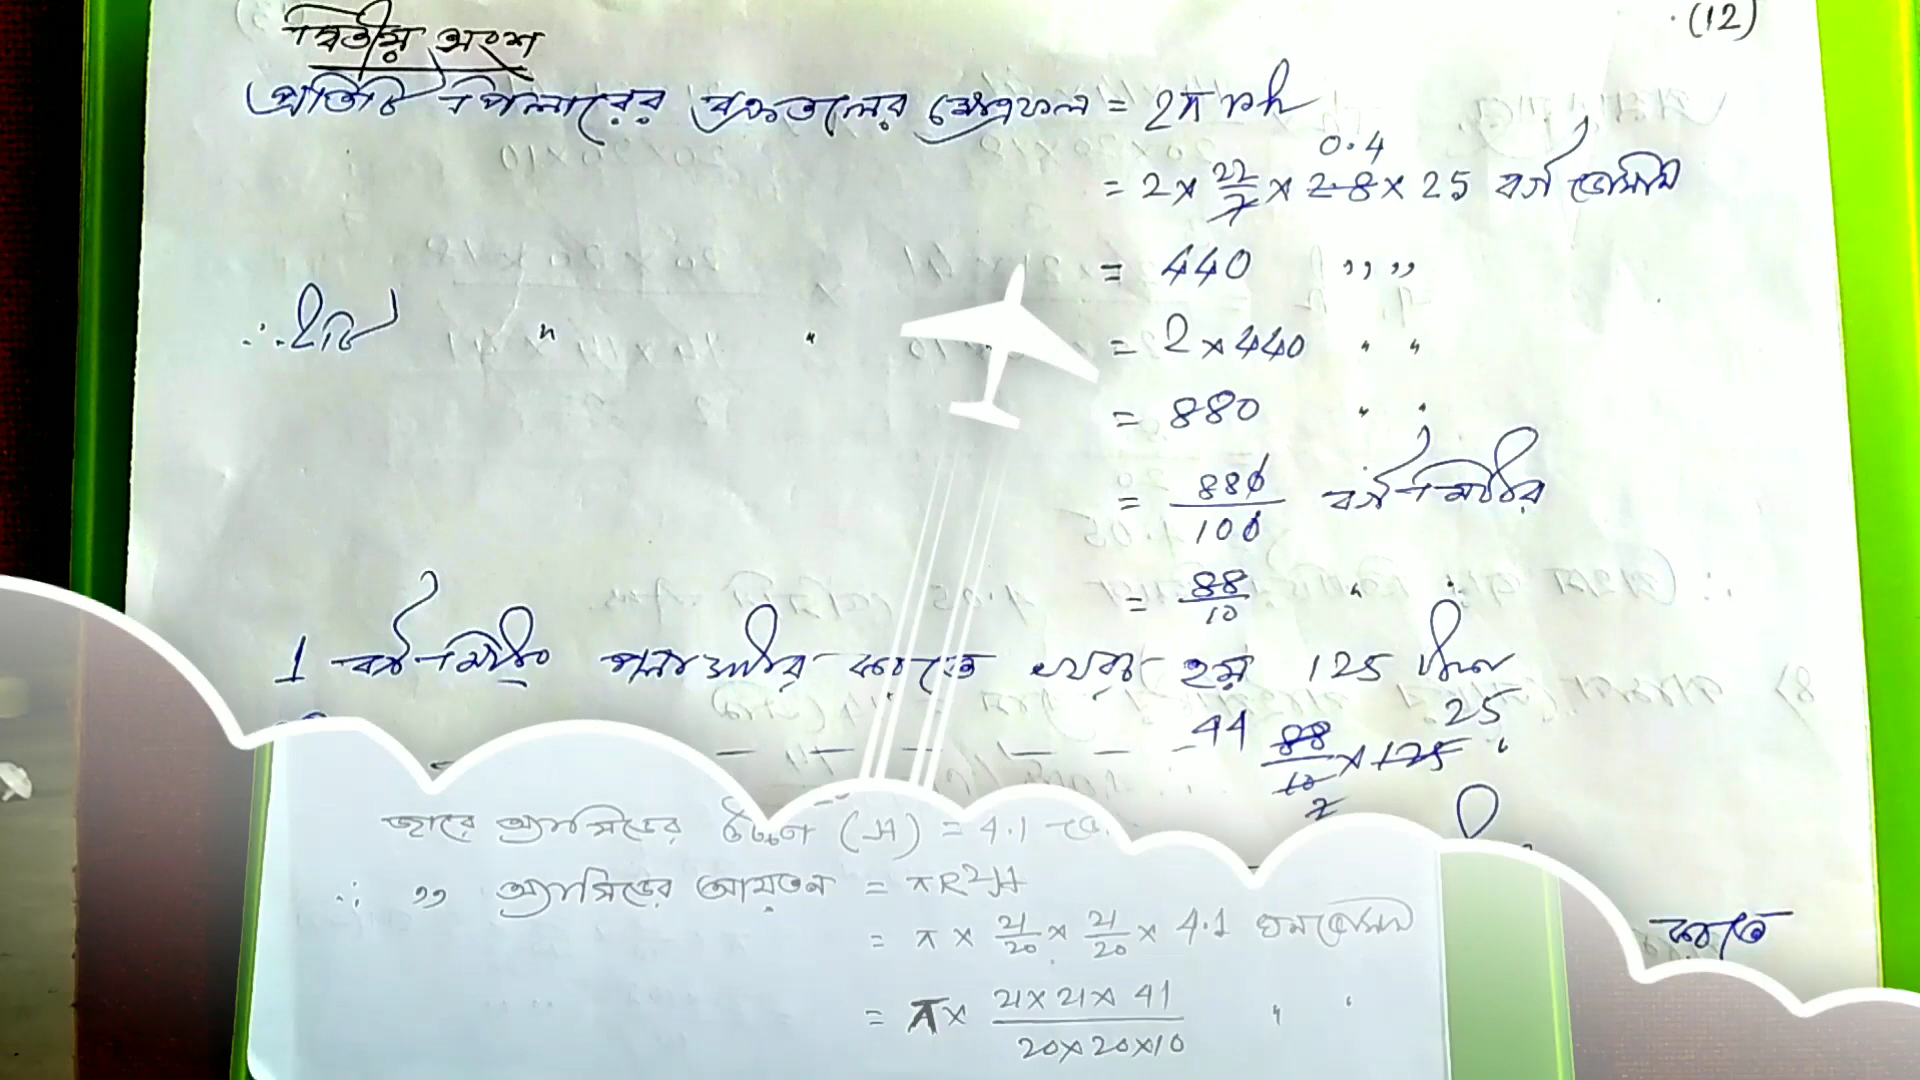 (12)
দ্বিতীয় অংশ
প্রতিটি পিলারের বক্রতলের ক্ষেত্রফল = 2πrh
0.4
= 2 × 22/7 × 2.8 × 25 বর্গ ডেসিমি
= 440 ,, ,,
∴ 2টি " " " = 2 × 440 " "
= 880 " "
= 880/100 বর্গমিটার
= 88/10 " "
1 বর্গমিটার প্লাস্টার করতে খরচ হয় 125 টাকা
44 88/10 × 125 "
25
2
করতে
জারে অ্যাসিডের উচ্চতা (H) = 4.1
∴ ,, অ্যাসিডের আয়তন = πR²H
= π × 21/20 × 21/20 × 4.1 ঘনডেসিমি
= π × 21×21×41/20×20×10 " "